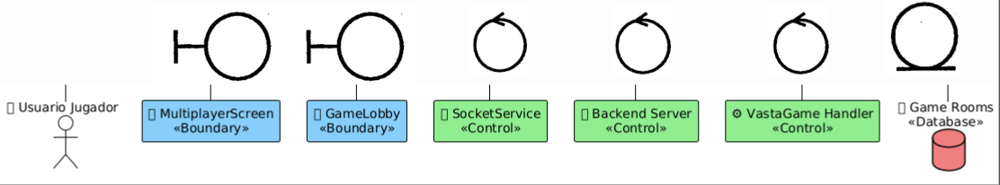 Usuario Jugador
MultiplayerScreen
«Boundary»
GameLobby
«Boundary»
SocketService
«Control»
Backend Server
«Control»
⚙ VastaGame Handler
«Control»
Game Rooms
«Database»